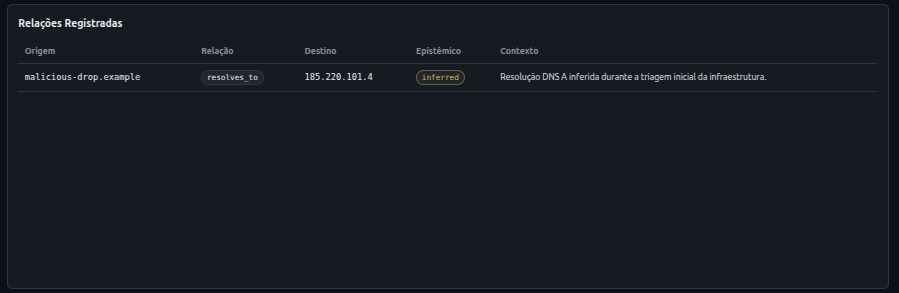 Relações Registradas
Origem Relação Destino Epistêmico Contexto
malicious-drop.example resolves_to 185.220.101.4 inferred Resolução DNS A inferida durante a triagem inicial da infraestrutura.